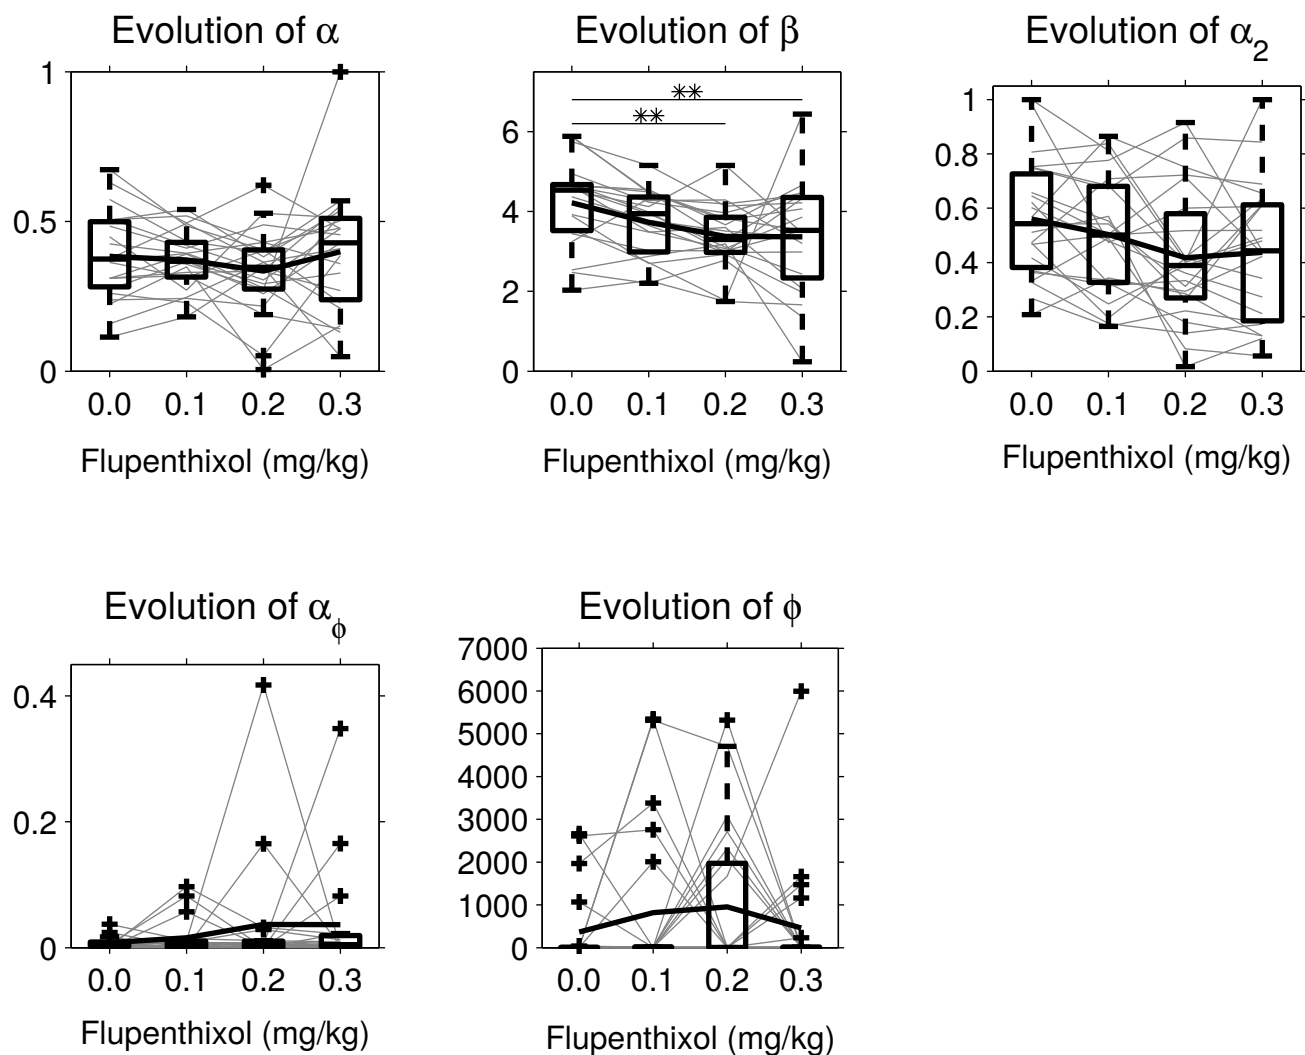 Evolution of α
Evolution of β
Evolution of α₂
1
0.5
0
0.0 0.1 0.2 0.3
Flupenthixol (mg/kg)
**
**
6
4
2
0
0.0 0.1 0.2 0.3
Flupenthixol (mg/kg)
1
0.8
0.6
0.4
0.2
0
0.0 0.1 0.2 0.3
Flupenthixol (mg/kg)
Evolution of α_ϕ
Evolution of ϕ
0.4
0.2
0
0.0 0.1 0.2 0.3
Flupenthixol (mg/kg)
7000
6000
5000
4000
3000
2000
1000
0
0.0 0.1 0.2 0.3
Flupenthixol (mg/kg)